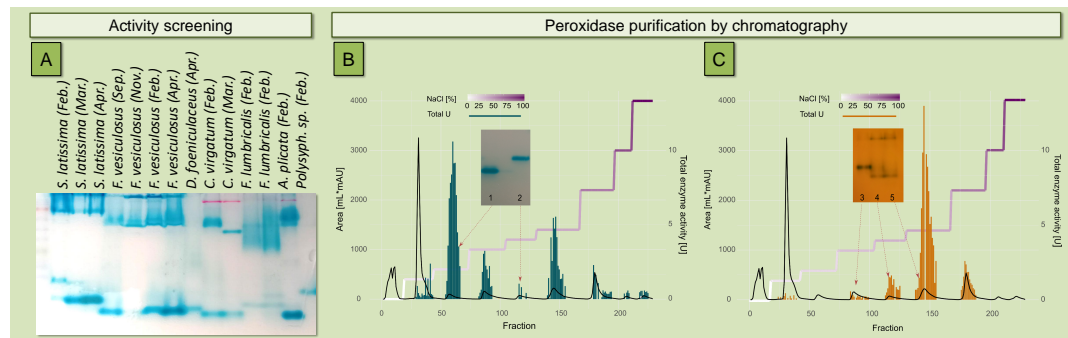 Activity screening
Peroxidase purification by chromatography
A
S. latissima (Feb.)
S. latissima (Mar.)
S. latissima (Apr.)
F. vesiculosus (Sep.)
F. vesiculosus (Nov.)
F. vesiculosus (Feb.)
F. vesiculosus (Apr.)
D. foeniculaceus (Apr.)
C. virgatum (Feb.)
C. virgatum (Mar.)
F. lumbricalis (Feb.)
F. lumbricalis (Feb.)
A. plicata (Feb.)
Polysyph. sp. (Feb.)
B
NaCl [%]
0 25 50 75 100
Total U
4000
3000
2000
1000
0
Area [mL*mAU]
1 2
10
5
0
Total enzyme activity [U]
0 50 100 150 200
Fraction
C
NaCl [%]
0 25 50 75 100
Total U
4000
3000
2000
1000
0
Area [mL*mAU]
3 4 5
10
5
0
Total enzyme activity [U]
0 50 100 150 200
Fraction